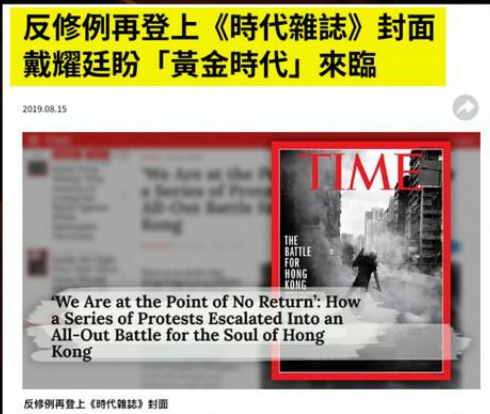 反修例再登上《時代雜誌》封面
戴耀廷盼「黃金時代」來臨
2019.08.15
TIME
THE
BATTLE
FOR
HONG
KONG
'We Are at the Point of No Return': How
a Series of Protests Escalated Into an
All-Out Battle for the Soul of Hong
Kong
反修例再登上《時代雜誌》封面